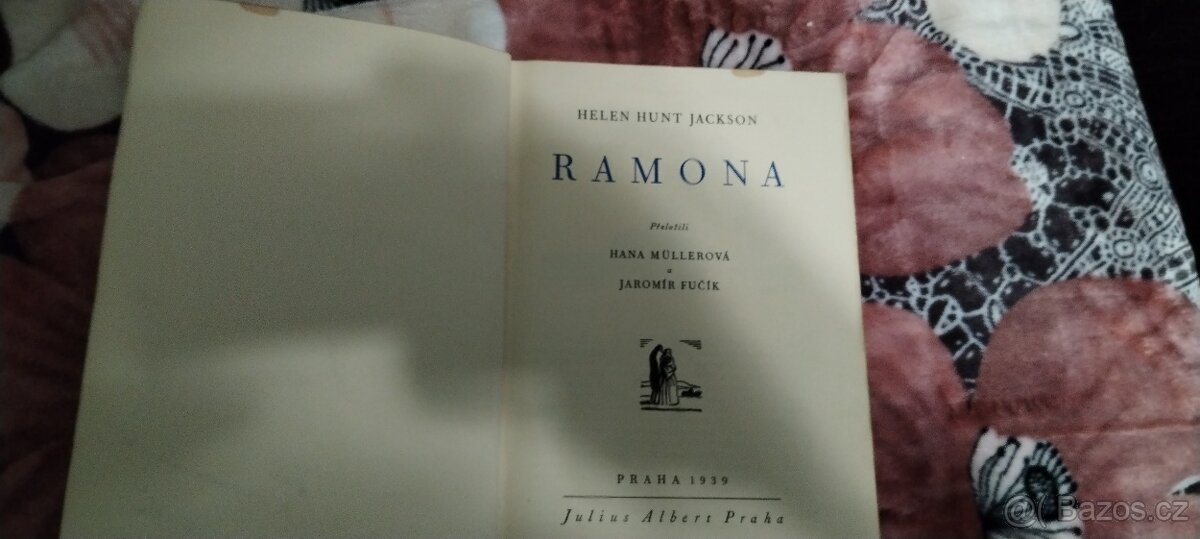 HELEN HUNT JACKSON
RAMONA
Přeložili
HANA MÜLLEROVÁ
a
JAROMÍR FUČÍK
PRAHA 1939
Julius Albert Praha
Bazos.cz